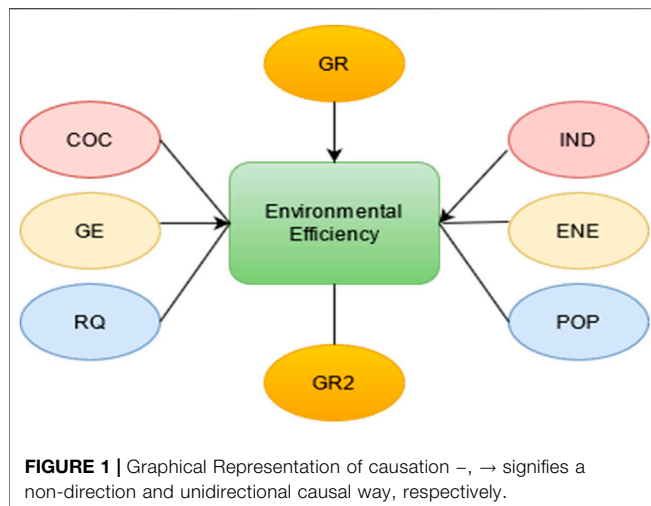 GR
COC
IND
GE
Environmental
Efficiency
ENE
RQ
POP
GR2
FIGURE 1 | Graphical Representation of causation –, → signifies a
non-direction and unidirectional causal way, respectively.